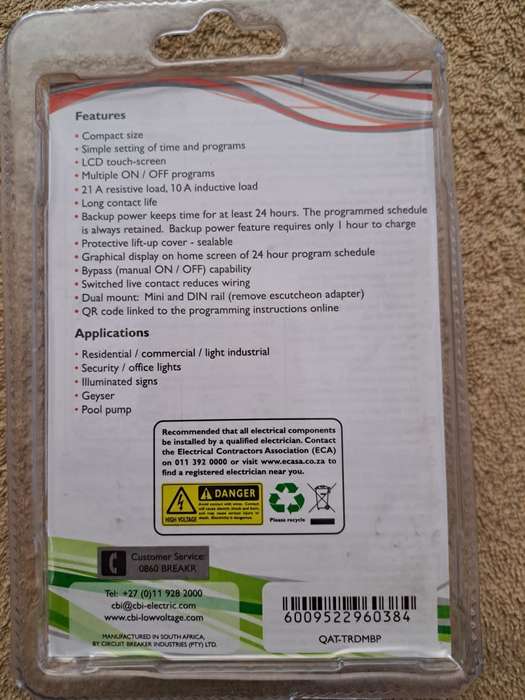 Features
• Compact size
• Simple setting of time and programs
• LCD touch-screen
• Multiple ON / OFF programs
• 21 A resistive load, 10 A inductive load
• Long contact life
• Backup power keeps time for at least 24 hours. The programmed schedule
is always retained. Backup power feature requires only 1 hour to charge
• Protective lift-up cover - sealable
• Graphical display on home screen of 24 hour program schedule
• Bypass (manual ON / OFF) capability
• Switched live contact reduces wiring
• Dual mount: Mini and DIN rail (remove escutcheon adapter)
• QR code linked to the programming instructions online
Applications
• Residential / commercial / light industrial
• Security / office lights
• Illuminated signs
• Geyser
• Pool pump
Recommended that all electrical components
be installed by a qualified electrician. Contact
the Electrical Contractors Association (ECA)
on 011 392 0000 or visit www.ecasa.co.za to
find a registered electrician near you.
DANGER
HIGH VOLTAGE
Please recycle
Customer Service:
0860 BREAKR
Tel: +27 (0)11 928 2000
cbi@cbi-electric.com
www.cbi-lowvoltage.com
MANUFACTURED IN SOUTH AFRICA,
BY CIRCUIT BREAKER INDUSTRIES (PTY) LTD.
6009522960384
QAT-TRDMBP